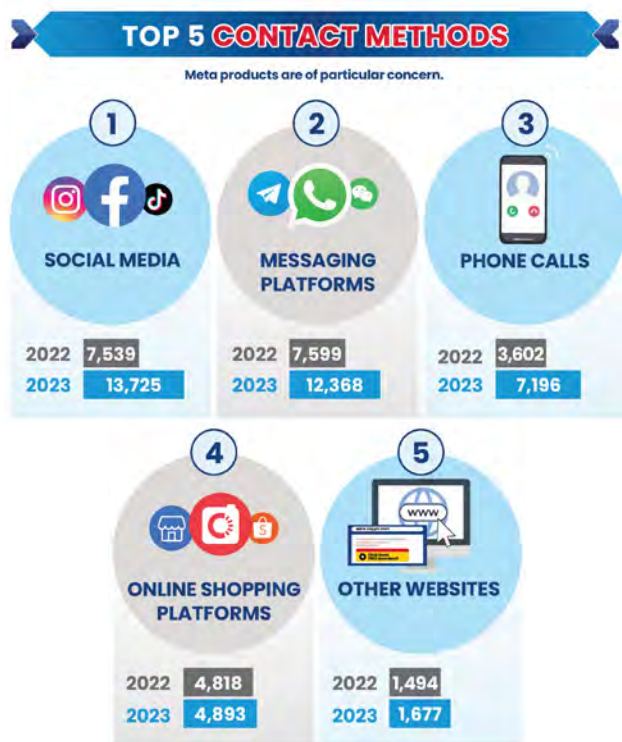 TOP 5 CONTACT METHODS
Meta products are of particular concern.
1
SOCIAL MEDIA
2022 7,539
2023 13,725
2
MESSAGING
PLATFORMS
2022 7,599
2023 12,368
3
PHONE CALLS
2022 3,602
2023 7,196
4
ONLINE SHOPPING
PLATFORMS
2022 4,818
2023 4,893
5
www
OTHER WEBSITES
2022 1,494
2023 1,677